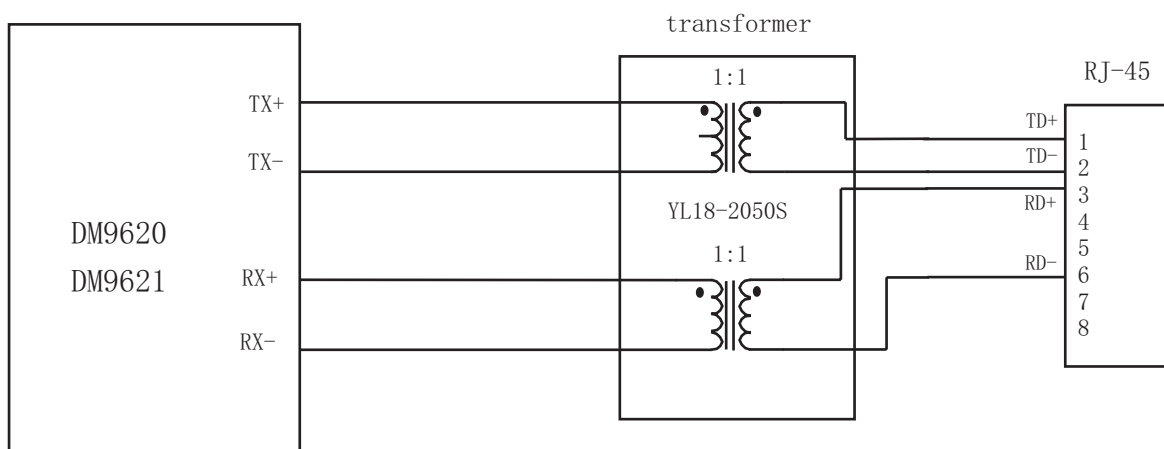 transformer
1:1
RJ-45
TX+
TD+
1
TX-
TD-
2
YL18-2050S
RD+
3
4
DM9620
5
1:1
DM9621
RX+
RD-
6
7
RX-
8